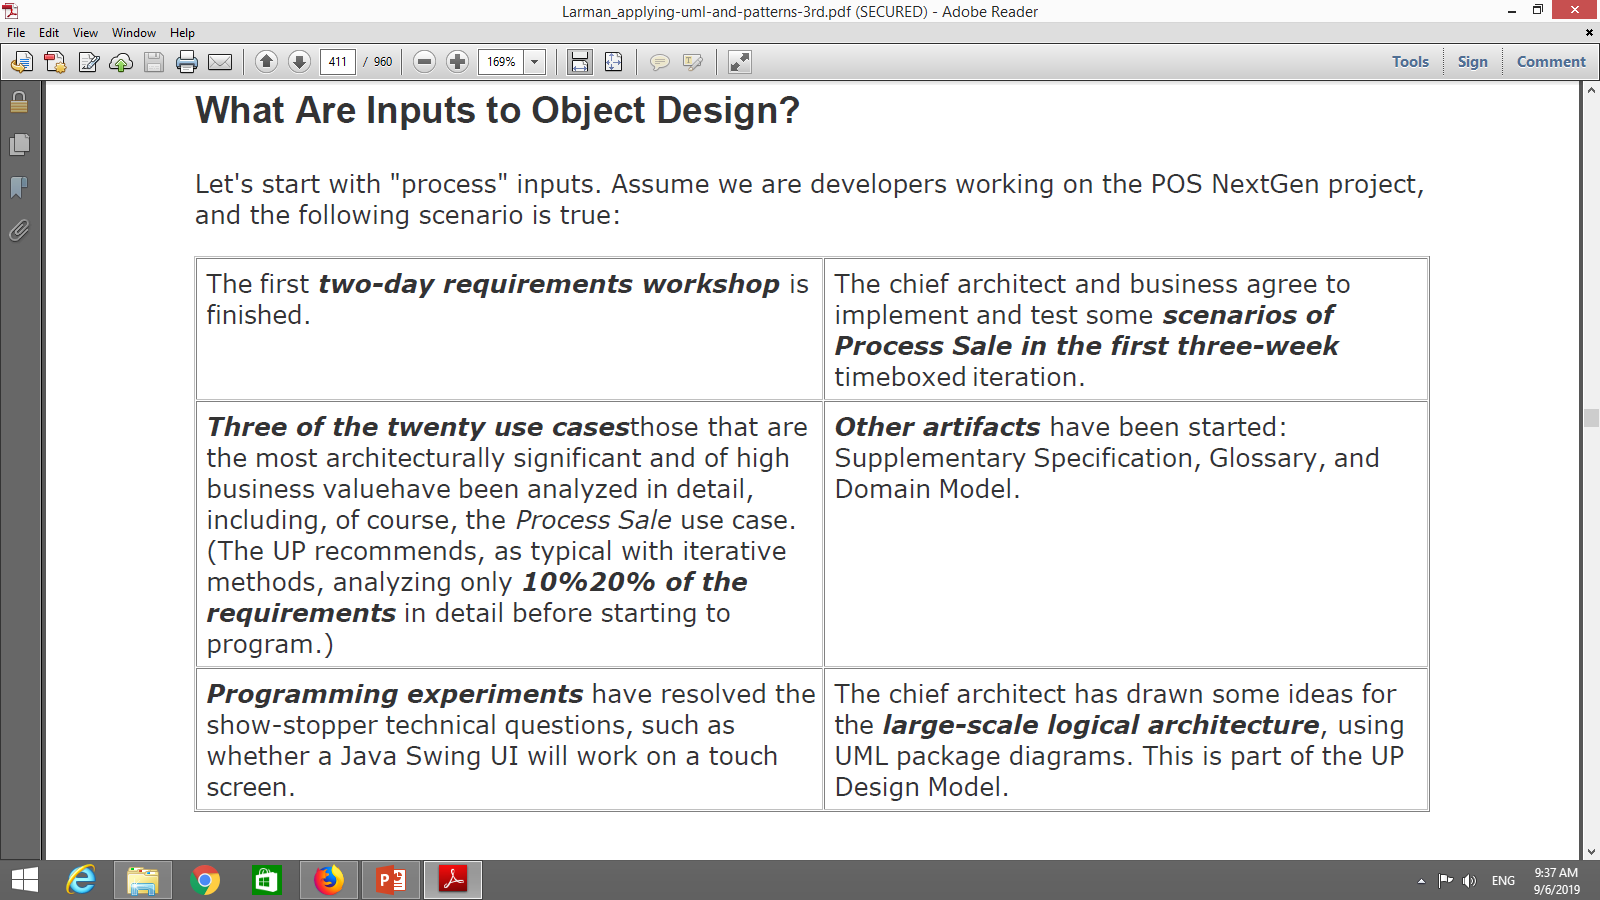 Larman_applying-uml-and-patterns-3rd.pdf (SECURED) - Adobe Reader
File Edit View Window Help
411 / 960 169% Tools Sign Comment
What Are Inputs to Object Design?
Let's start with "process" inputs. Assume we are developers working on the POS NextGen project,
and the following scenario is true:
The first two-day requirements workshop is
finished.
The chief architect and business agree to
implement and test some scenarios of
Process Sale in the first three-week
timeboxed iteration.
Three of the twenty use casesthose that are
the most architecturally significant and of high
business valuehave been analyzed in detail,
including, of course, the Process Sale use case.
(The UP recommends, as typical with iterative
methods, analyzing only 10%20% of the
requirements in detail before starting to
program.)
Other artifacts have been started:
Supplementary Specification, Glossary, and
Domain Model.
Programming experiments have resolved the
show-stopper technical questions, such as
whether a Java Swing UI will work on a touch
screen.
The chief architect has drawn some ideas for
the large-scale logical architecture, using
UML package diagrams. This is part of the UP
Design Model.
ENG
9:37 AM
9/6/2019